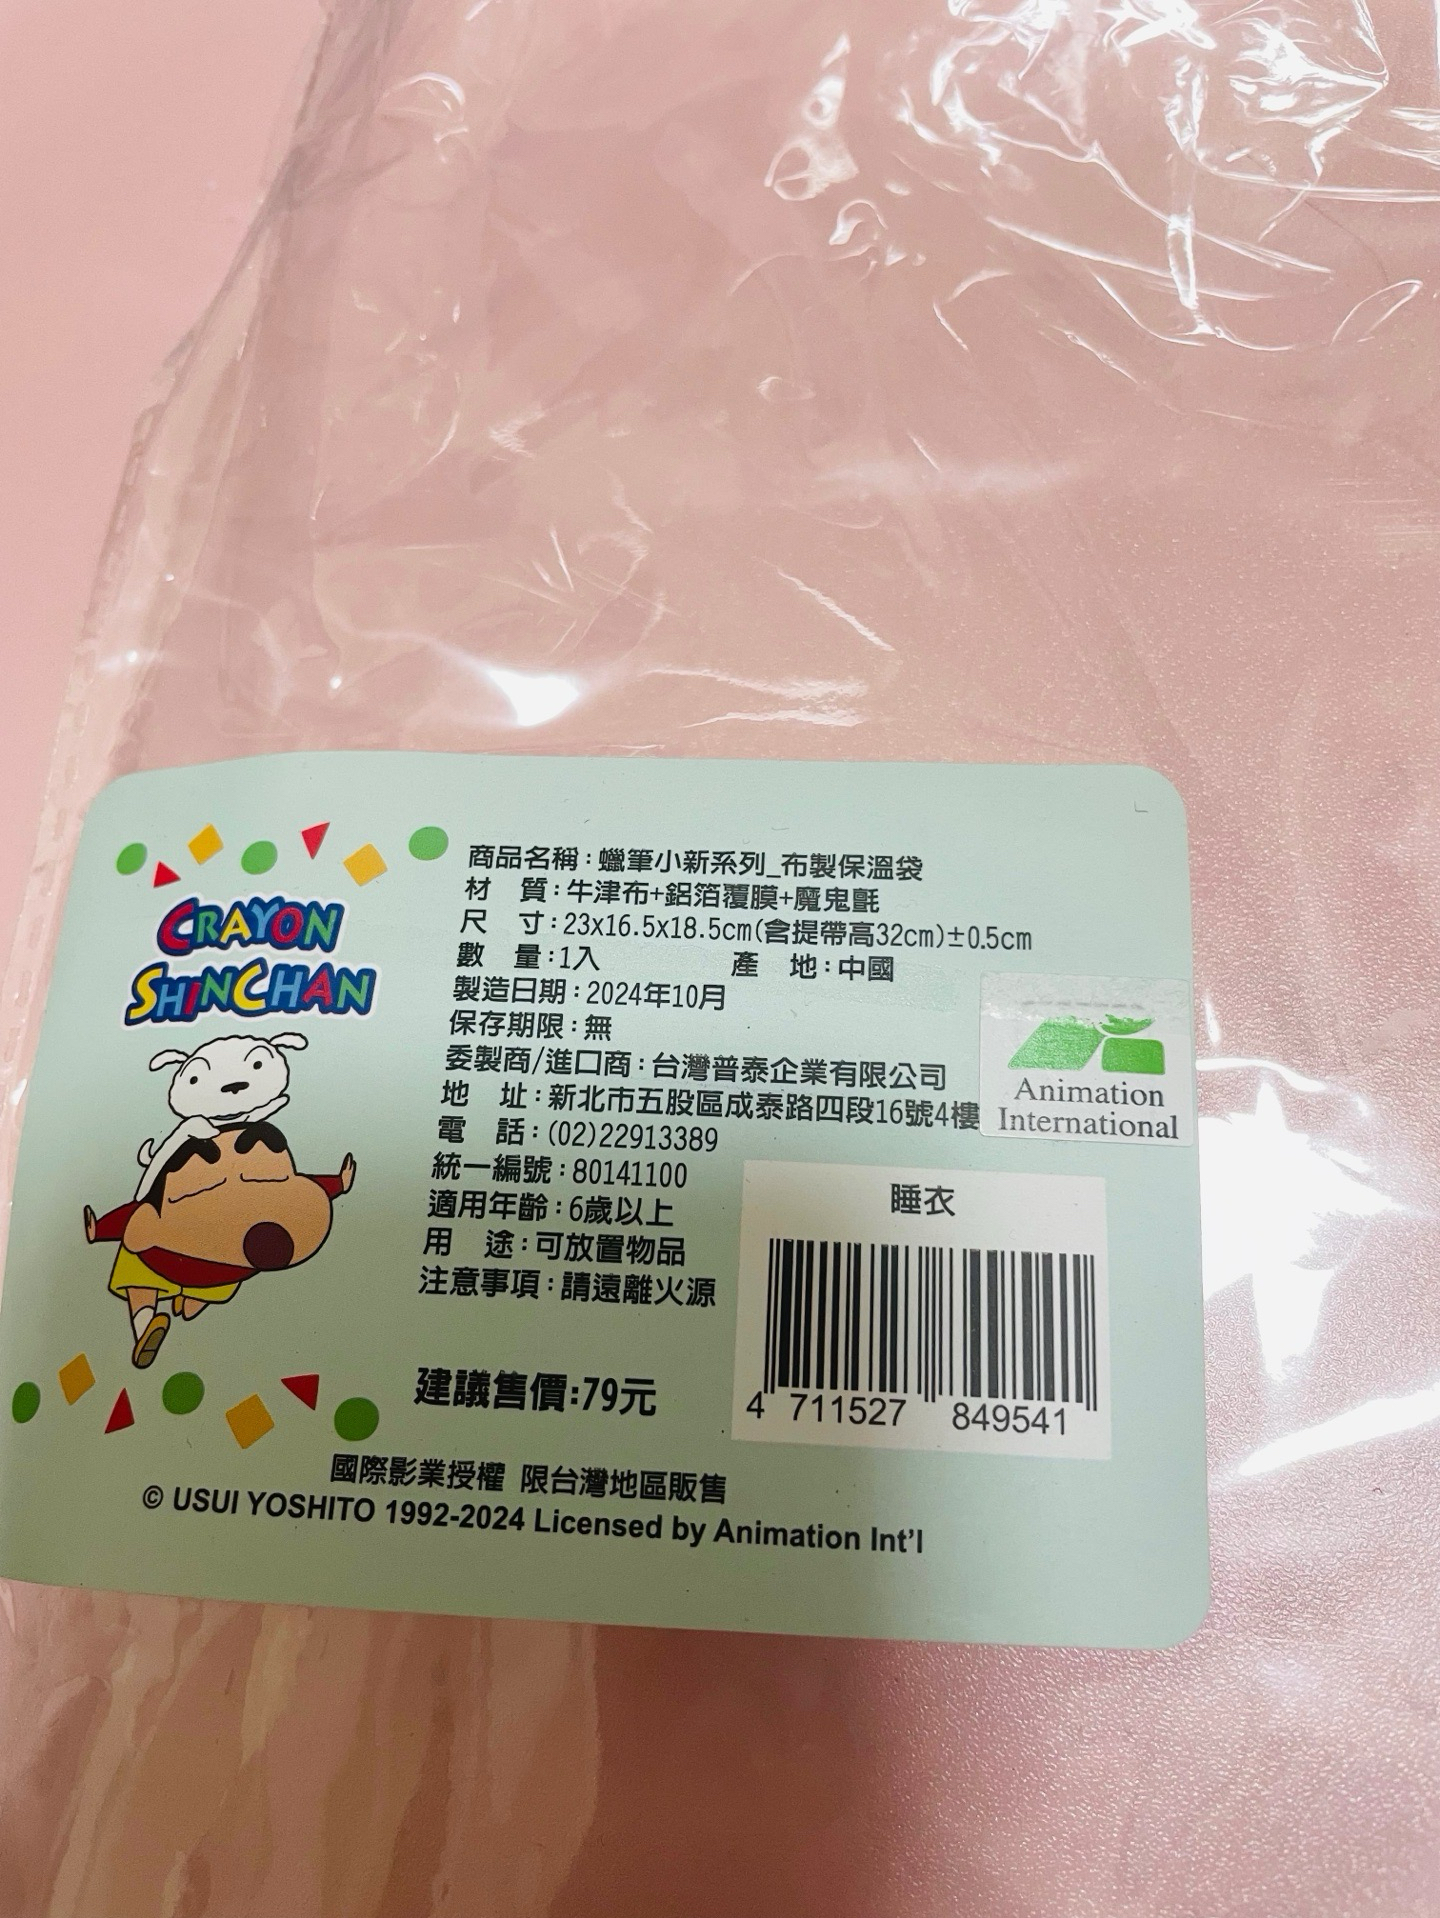 CRAYON
SHINCHAN
商品名稱：蠟筆小新系列_布製保溫袋
材　質：牛津布+鋁箔覆膜+魔鬼氈
尺　寸：23x16.5x18.5cm(含提帶高32cm)±0.5cm
數　量：1入　　　　產　地：中國
製造日期：2024年10月
保存期限：無
委製商/進口商：台灣普泰企業有限公司
地　址：新北市五股區成泰路四段16號4樓
電　話：(02)22913389
統一編號：80141100
適用年齡：6歲以上
用　途：可放置物品
注意事項：請遠離火源
建議售價:79元
Animation
International
睡衣
4 711527 849541
國際影業授權 限台灣地區販售
© USUI YOSHITO 1992-2024 Licensed by Animation Int'l